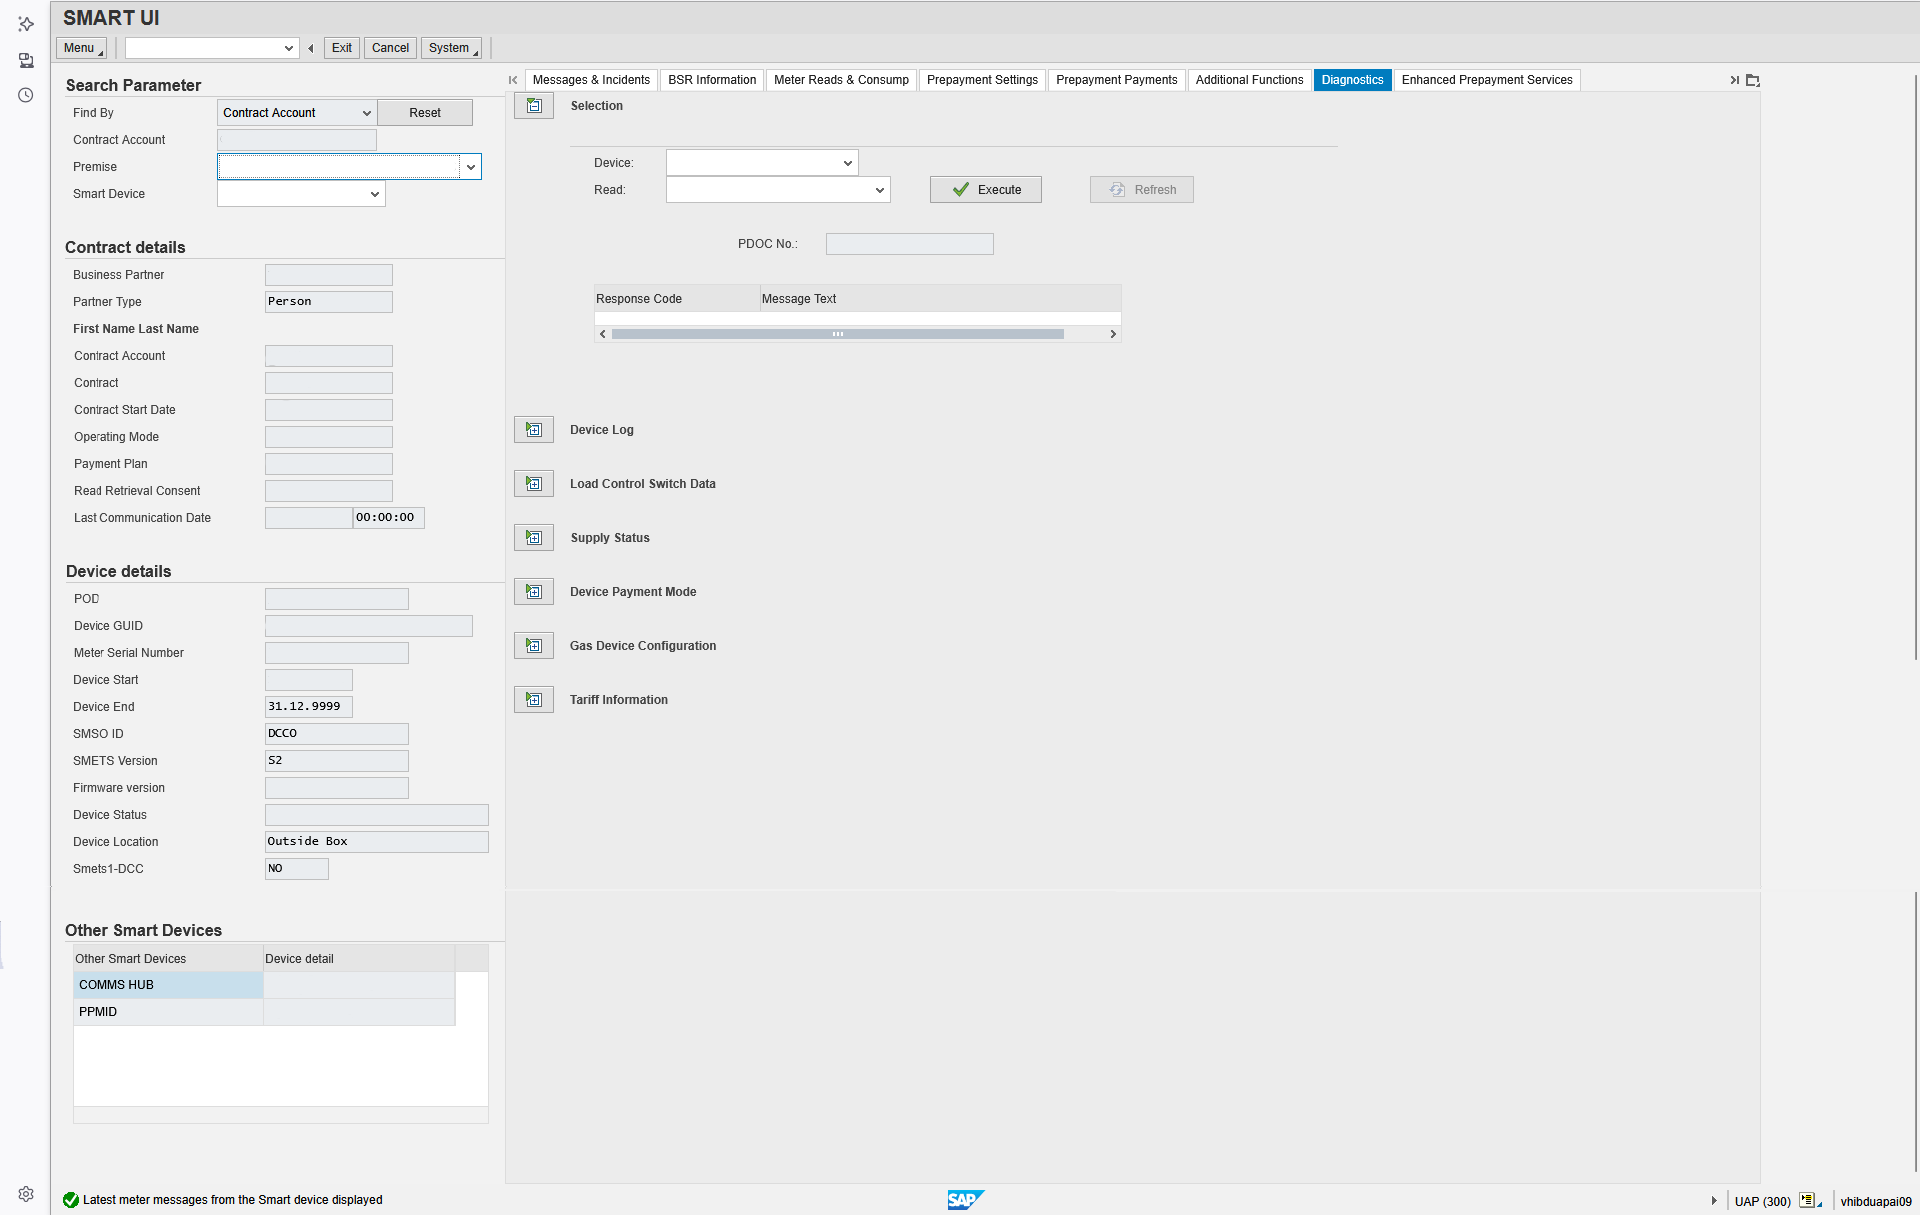 SMART UI
Menu
Exit
Cancel
System
Search Parameter
Find By
Contract Account
Reset
Contract Account
Premise
Smart Device
Contract details
Business Partner
Partner Type
Person
First Name Last Name
Contract Account
Contract
Contract Start Date
Operating Mode
Payment Plan
Read Retrieval Consent
Last Communication Date
00:00:00
Device details
POD
Device GUID
Meter Serial Number
Device Start
Device End
31.12.9999
SMSO ID
DCCO
SMETS Version
S2
Firmware version
Device Status
Device Location
Outside Box
Smets1-DCC
NO
Other Smart Devices
Other Smart Devices
Device detail
COMMS HUB
PPMID
Messages & Incidents
BSR Information
Meter Reads & Consump
Prepayment Settings
Prepayment Payments
Additional Functions
Diagnostics
Enhanced Prepayment Services
Selection
Device:
Read:
Execute
Refresh
PDOC No.:
Response Code
Message Text
Device Log
Load Control Switch Data
Supply Status
Device Payment Mode
Gas Device Configuration
Tariff Information
Latest meter messages from the Smart device displayed
SAP
UAP (300)
vhibduapai09